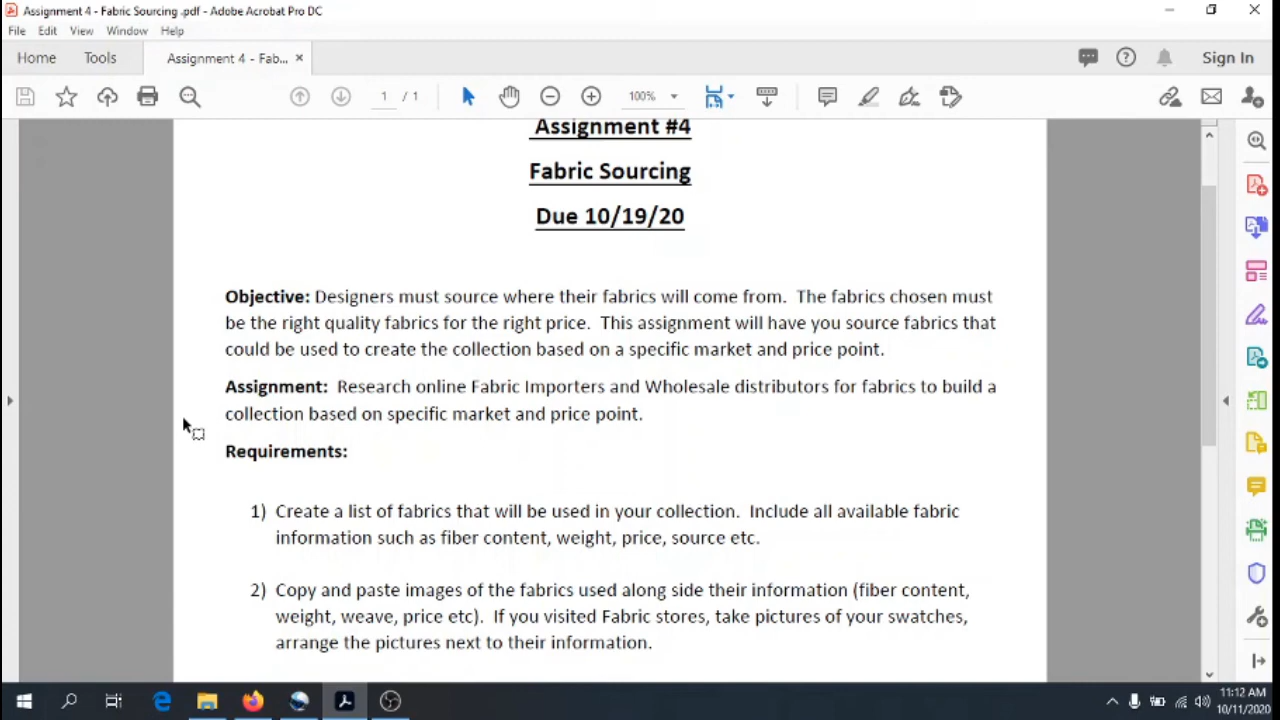 Assignment 4 - Fabric Sourcing .pdf - Adobe Acrobat Pro DC
File Edit View Window Help
Home Tools Assignment 4 - Fab... × Sign In
1 / 1 100%
Assignment #4
Fabric Sourcing
Due 10/19/20
Objective: Designers must source where their fabrics will come from. The fabrics chosen must
be the right quality fabrics for the right price. This assignment will have you source fabrics that
could be used to create the collection based on a specific market and price point.
Assignment: Research online Fabric Importers and Wholesale distributors for fabrics to build a
collection based on specific market and price point.
Requirements:
1) Create a list of fabrics that will be used in your collection. Include all available fabric
information such as fiber content, weight, price, source etc.
2) Copy and paste images of the fabrics used along side their information (fiber content,
weight, weave, price etc). If you visited Fabric stores, take pictures of your swatches,
arrange the pictures next to their information.
11:12 AM
10/11/2020